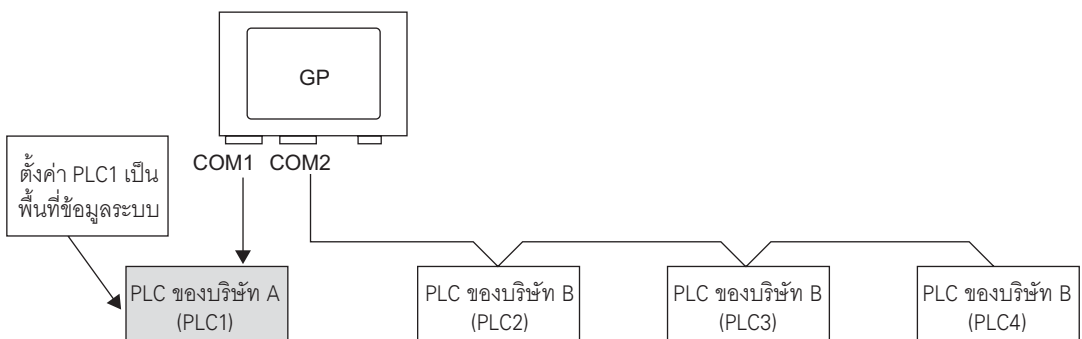 GP
COM1 COM2
ตั้งค่า PLC1 เป็น
พื้นที่ข้อมูลระบบ
PLC ของบริษัท A
(PLC1)
PLC ของบริษัท B
(PLC2)
PLC ของบริษัท B
(PLC3)
PLC ของบริษัท B
(PLC4)